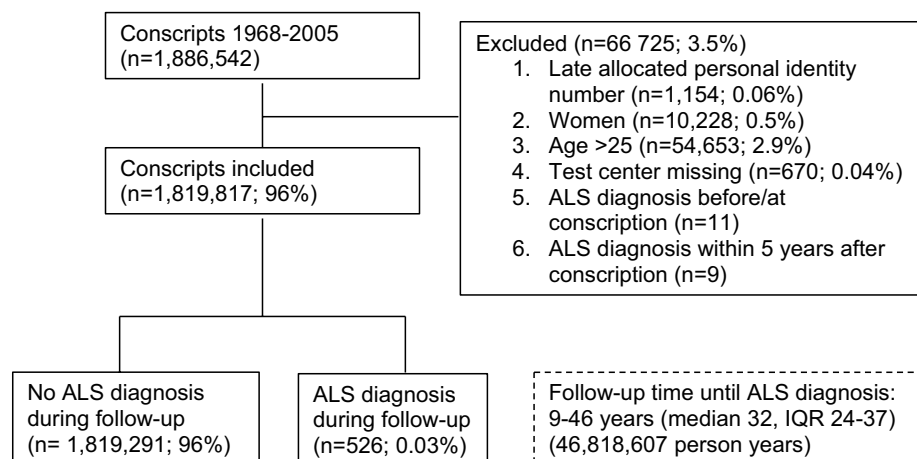 Conscripts 1968-2005
(n=1,886,542)
Excluded (n=66 725; 3.5%)
1. Late allocated personal identity
number (n=1,154; 0.06%)
2. Women (n=10,228; 0.5%)
3. Age >25 (n=54,653; 2.9%)
4. Test center missing (n=670; 0.04%)
5. ALS diagnosis before/at
conscription (n=11)
6. ALS diagnosis within 5 years after
conscription (n=9)
Conscripts included
(n=1,819,817; 96%)
No ALS diagnosis
during follow-up
(n= 1,819,291; 96%)
ALS diagnosis
during follow-up
(n=526; 0.03%)
Follow-up time until ALS diagnosis:
9-46 years (median 32, IQR 24-37)
(46,818,607 person years)